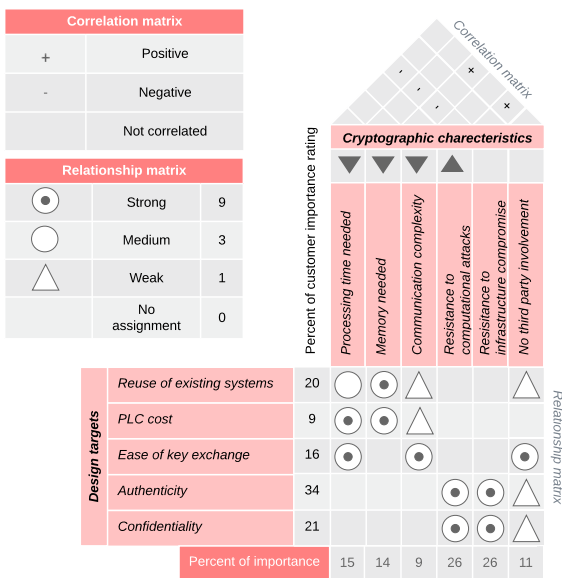 Correlation matrix
+ Positive
- Negative
Not correlated
Relationship matrix
Strong 9
Medium 3
Weak 1
No
assignment 0
Correlation matrix
-
+
-
-
+
Cryptographic charecteristics
Percent of customer importance rating
Processing time needed
Memory needed
Communication complexity
Resistance to
computational attacks
Resisitance to
infrastructure compromise
No third party involvement
Design targets
Reuse of existing systems 20
PLC cost 9
Ease of key exchange 16
Authenticity 34
Confidentiality 21
Relationship matrix
Percent of importance 15 14 9 26 26 11